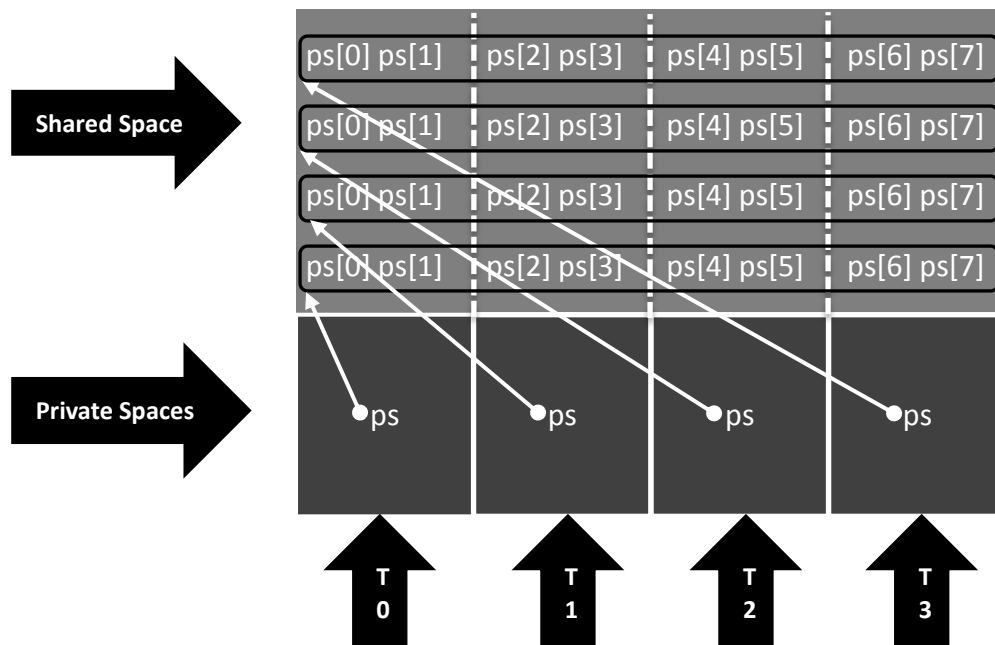 ps[0] ps[1] ps[2] ps[3] ps[4] ps[5] ps[6] ps[7]
Shared Space
ps[0] ps[1] ps[2] ps[3] ps[4] ps[5] ps[6] ps[7]
ps[0] ps[1] ps[2] ps[3] ps[4] ps[5] ps[6] ps[7]
ps[0] ps[1] ps[2] ps[3] ps[4] ps[5] ps[6] ps[7]
Private Spaces
ps ps ps ps
T T T T
0 1 2 3